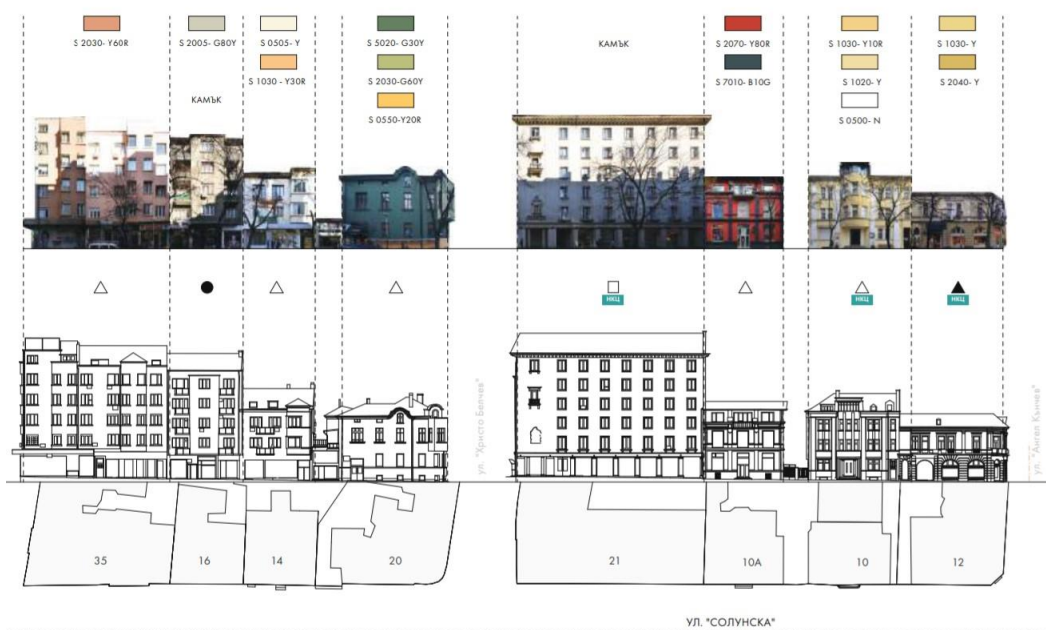 S 2030- Y60R
S 2005- G80Y
S 0505- Y
S 5020- G30Y
S 2070- Y80R
S 1030- Y10R
S 1030- Y
КАМЪК
S 1030 - Y30R
S 2030-G60Y
S 7010- B10G
S 1020- Y
S 2040- Y
КАМЪК
S 0550-Y20R
S 0500- N
НКЦ
НКЦ
НКЦ
ул. "Христо Белчев"
ул. "Ангел Кънчев"
35
16
14
20
21
10A
10
12
УЛ. "СОЛУНСКА"